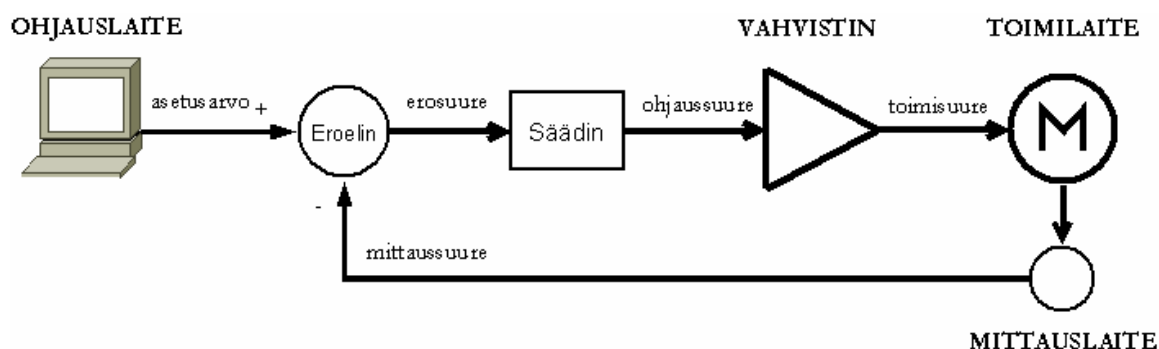 OHJAUSLAITE
VAHVISTIN
TOIMILAITE
asetusarvo +
erosuure
ohjaussuure
toimisuure
Eroelin
Säädin
M
-
mittaussuure
MITTAUSLAITE